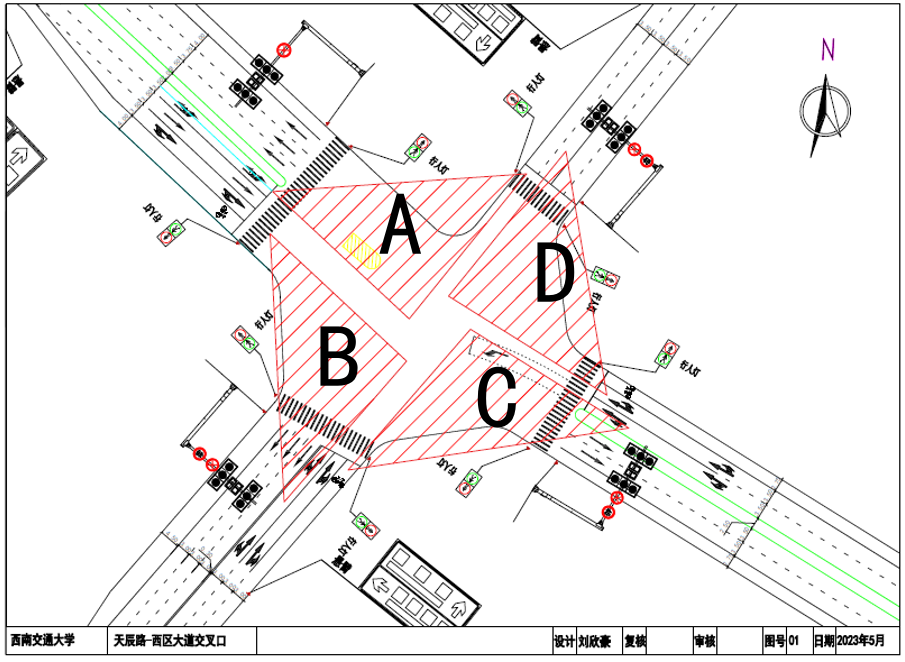 N
行人灯
行人灯
行人灯
行人灯
行人灯
行人灯
行人灯
行人灯
A
D
B
C
西南交通大学
天辰路-西区大道交叉口
设计 刘欣豪 复核 审核 图号 01 日期 2023年5月